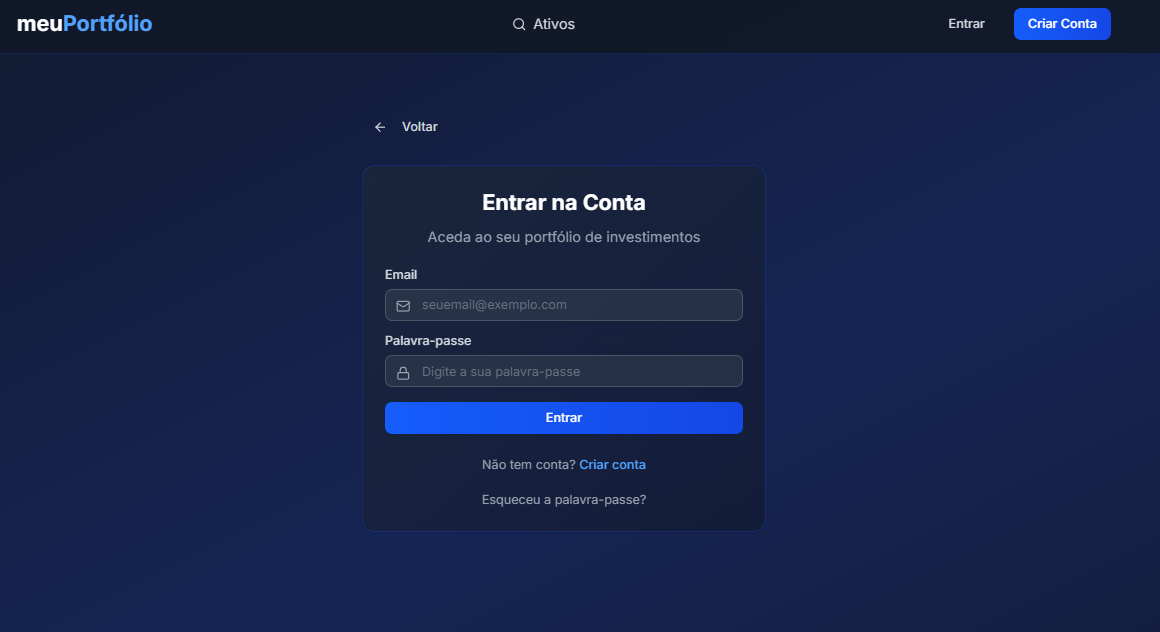 meuPortfólio
Ativos
Entrar
Criar Conta
Voltar
Entrar na Conta
Aceda ao seu portfólio de investimentos
Email
seuemail@exemplo.com
Palavra-passe
Digite a sua palavra-passe
Entrar
Não tem conta? Criar conta
Esqueceu a palavra-passe?